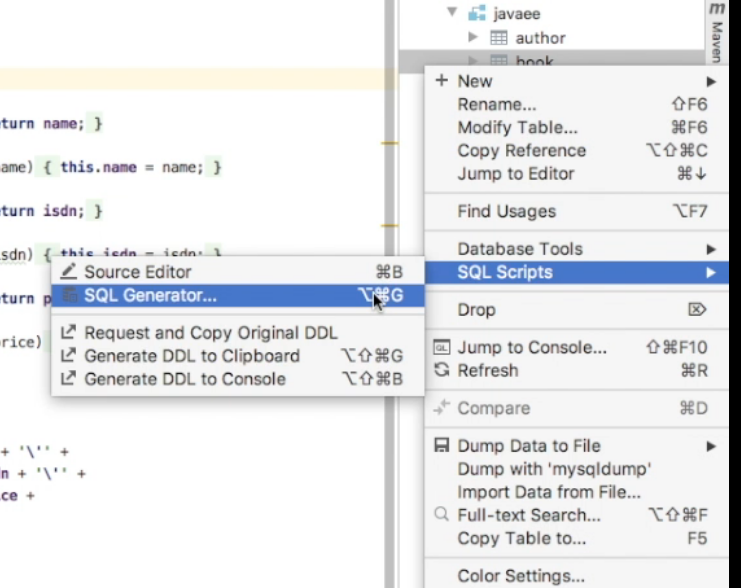 javaee
author
book
Maven
New
Rename... ⇧F6
Modify Table... ⌘F6
Copy Reference ⌥⇧⌘C
Jump to Editor ⌘↓
Find Usages ⌥F7
Database Tools
SQL Scripts
Drop ⌦
Jump to Console... ⇧⌘F10
Refresh ⌘R
Compare ⌘D
Dump Data to File
Dump with 'mysqldump'
Import Data from File...
Full-text Search... ⌥⇧⌘F
Copy Table to... F5
Color Settings...
Source Editor ⌘B
SQL Generator... ⌥⌘G
Request and Copy Original DDL
Generate DDL to Clipboard ⌥⇧⌘G
Generate DDL to Console ⌥⇧⌘B
turn name; }
ame) { this.name = name; }
turn isdn; }
sdn) { this.isdn = isdn; }
turn p
rice)
+ '\'' +
n + '\'' +
ce +